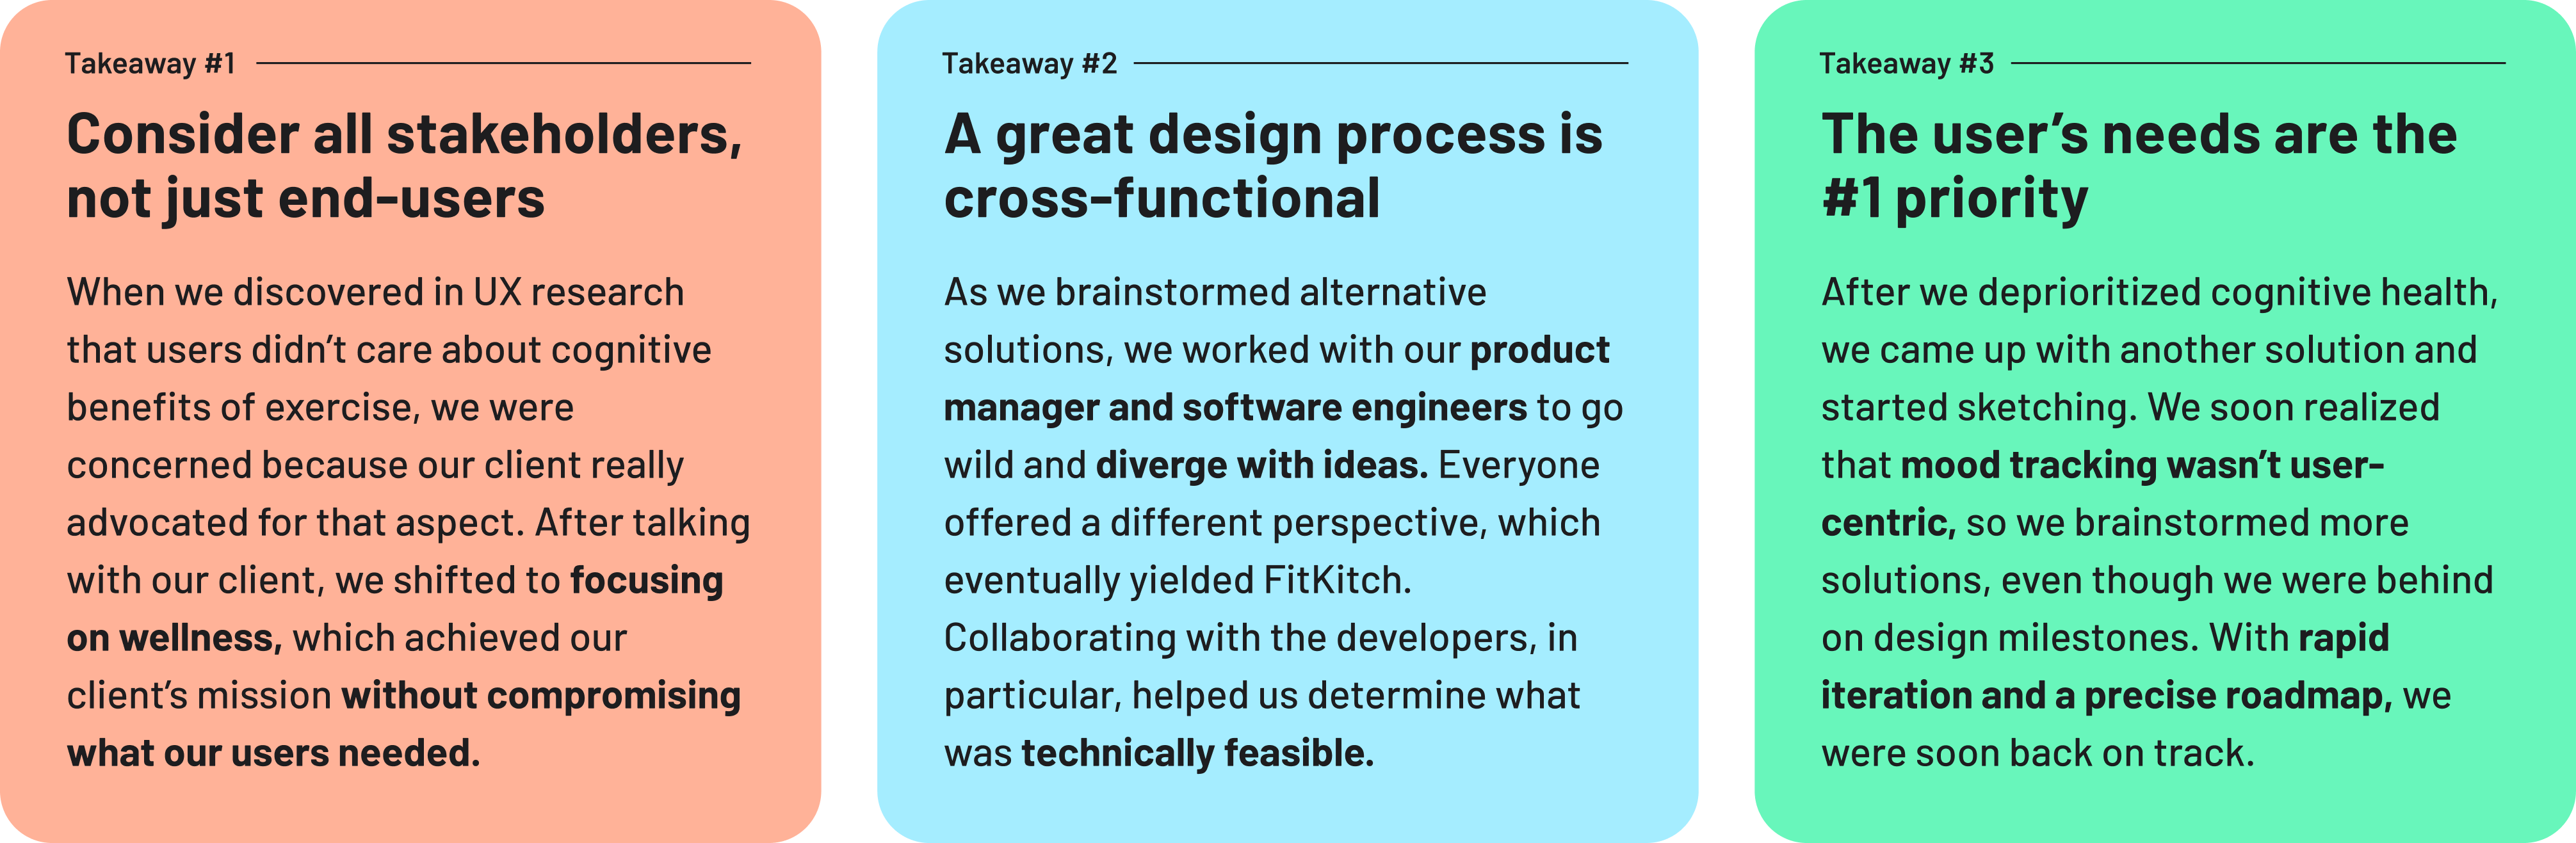 Takeaway #1
Consider all stakeholders,
not just end-users
When we discovered in UX research
that users didn’t care about cognitive
benefits of exercise, we were
concerned because our client really
advocated for that aspect. After talking
with our client, we shifted to focusing
on wellness, which achieved our
client’s mission without compromising
what our users needed.
Takeaway #2
A great design process is
cross-functional
As we brainstormed alternative
solutions, we worked with our product
manager and software engineers to go
wild and diverge with ideas. Everyone
offered a different perspective, which
eventually yielded FitKitch.
Collaborating with the developers, in
particular, helped us determine what
was technically feasible.
Takeaway #3
The user’s needs are the
#1 priority
After we deprioritized cognitive health,
we came up with another solution and
started sketching. We soon realized
that mood tracking wasn’t user-
centric, so we brainstormed more
solutions, even though we were behind
on design milestones. With rapid
iteration and a precise roadmap, we
were soon back on track.